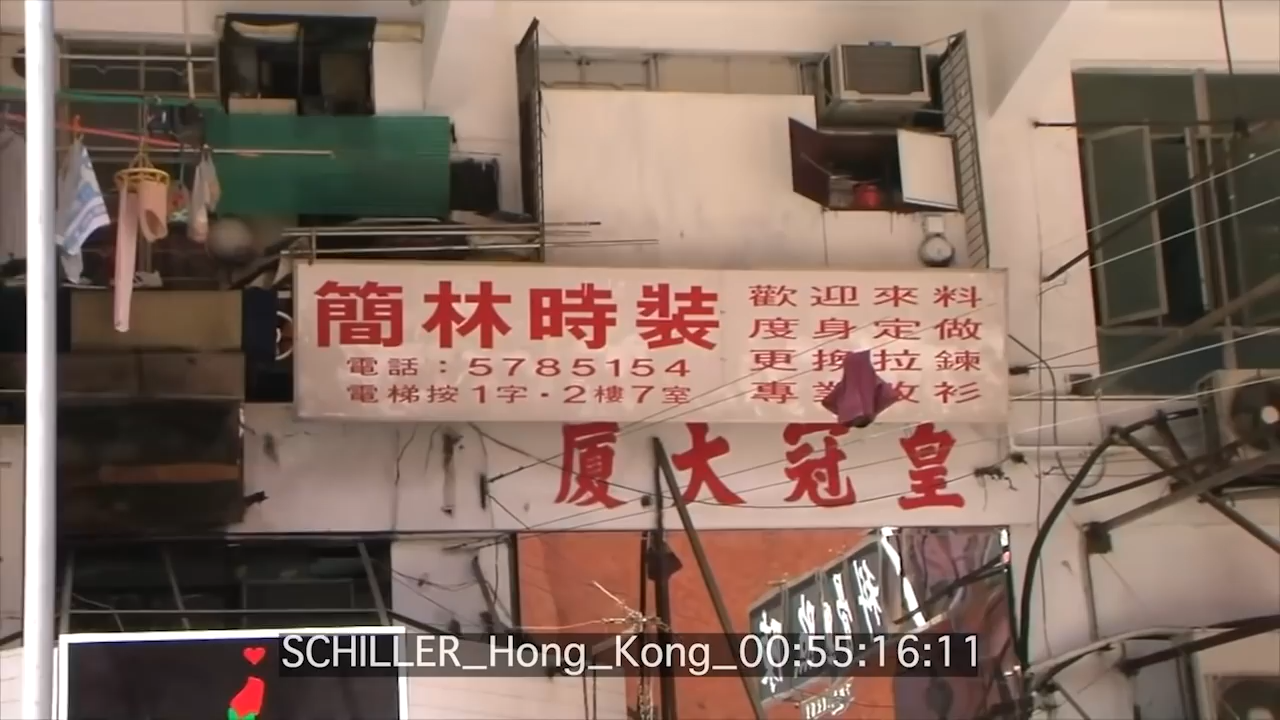 簡林時裝
電話：5785154
電梯按1字·2樓7室
歡迎來料
度身定做
更換拉鍊
專業改衫
厦大冠皇
SCHILLER_Hong_Kong_00:55:16:11